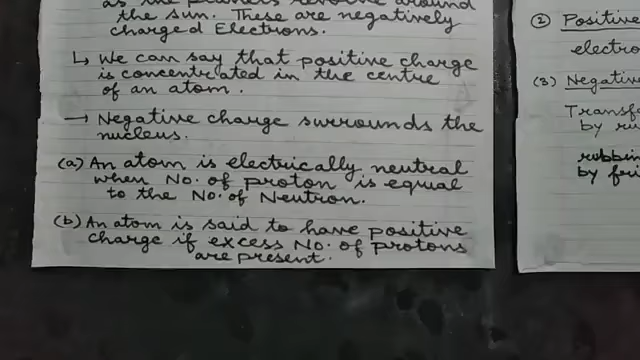 as the planets revolve around
the sun. These are negatively
charged Electrons.
↳ We can say that positive charge
is concentrated in the centre
of an atom.
→ Negative charge surrounds the
nucleus.
(a) An atom is electrically neutral
when No. of proton is equal
to the No. of Neutron.
(b) An atom is said to have positive
charge if excess No. of protons
are present.
② Positive
electro
(3) Negative
Transf
by ru
rubbin
by fri